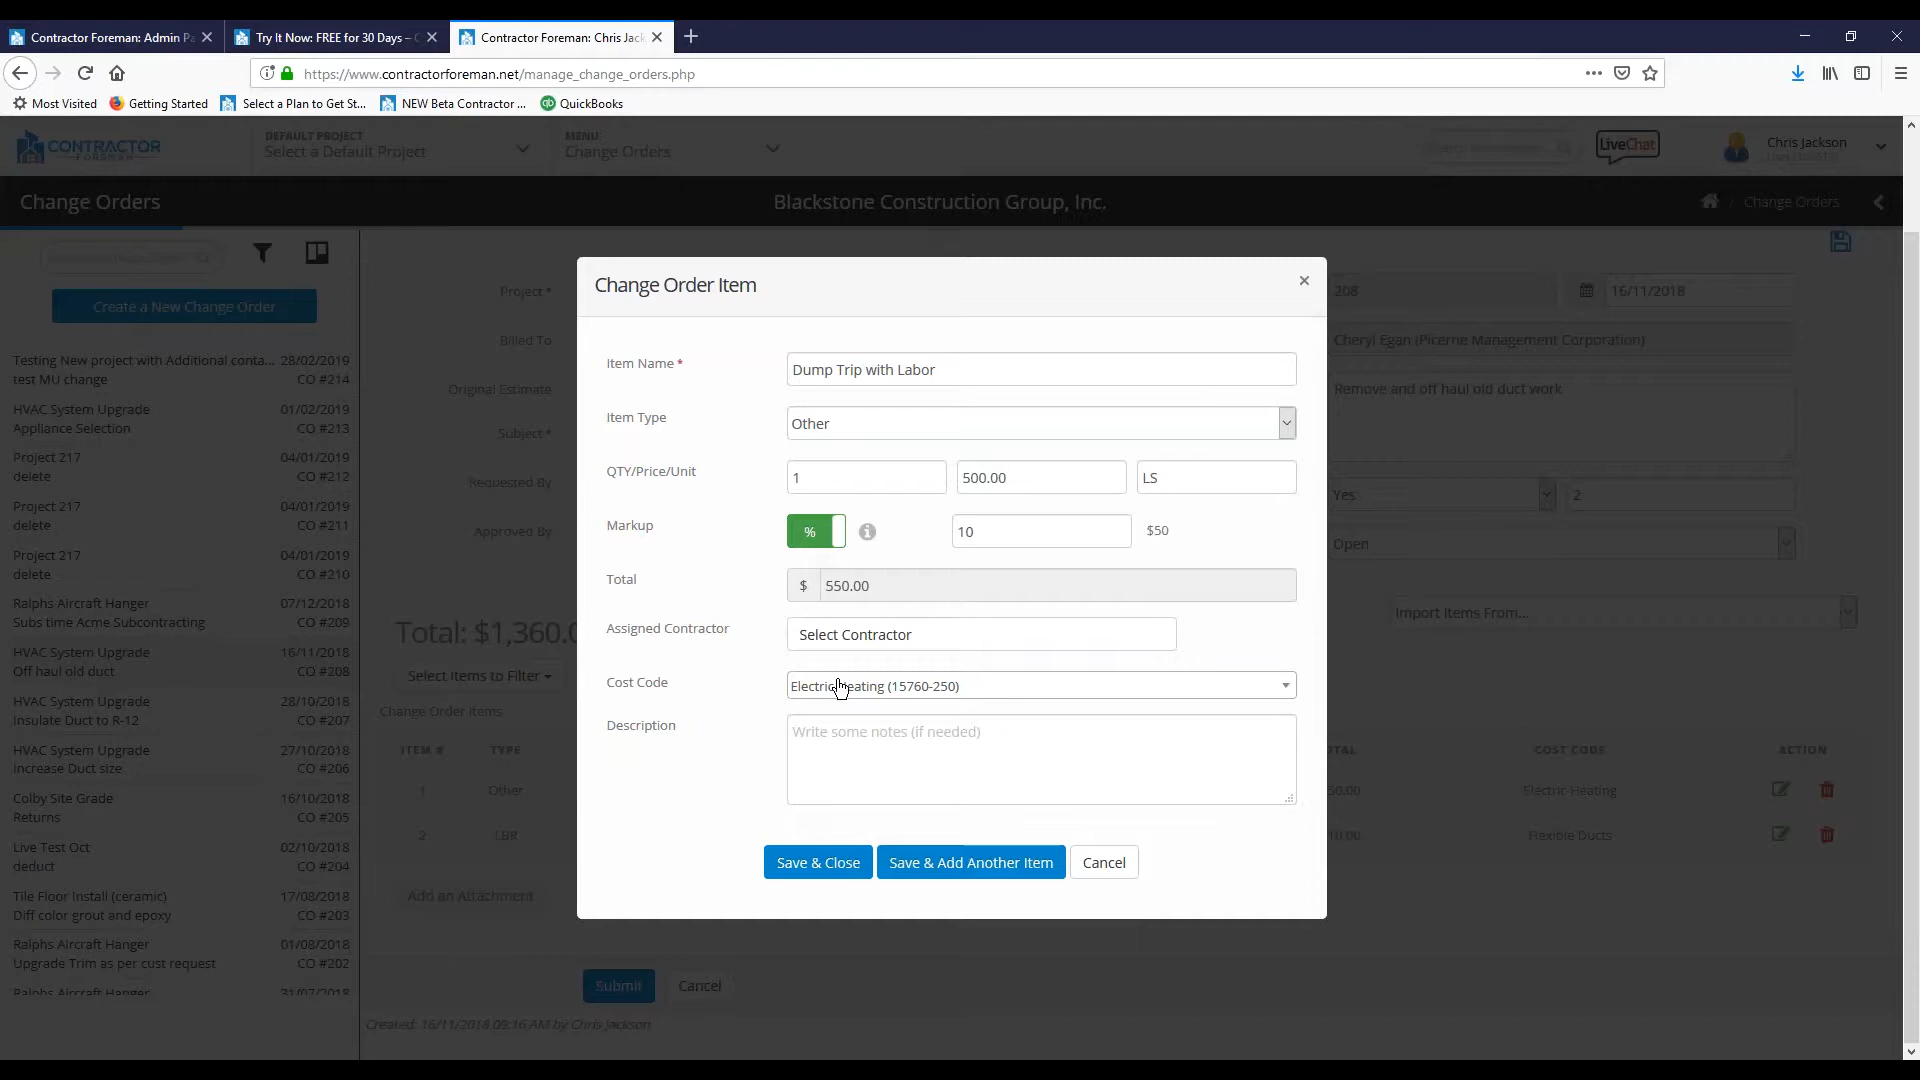 Contractor Foreman: Admin Pa
Try It Now: FREE for 30 Days – C
Contractor Foreman: Chris Jack
https://www.contractorforeman.net/manage_change_orders.php
Most Visited
Getting Started
Select a Plan to Get St...
NEW Beta Contractor ...
QuickBooks
CONTRACTOR
FOREMAN
DEFAULT PROJECT
Select a Default Project
MENU
Change Orders
LiveChat
Chris Jackson
Change Orders
Blackstone Construction Group, Inc.
/ Change Orders
Create a New Change Order
Testing New project with Additional conta... 28/02/2019
test MU change CO #214
HVAC System Upgrade 01/02/2019
Appliance Selection CO #213
Project 217 04/01/2019
delete CO #212
Project 217 04/01/2019
delete CO #211
Project 217 04/01/2019
delete CO #210
Ralphs Aircraft Hanger 07/12/2018
Subs time Acme Subcontracting CO #209
HVAC System Upgrade 16/11/2018
Off haul old duct CO #208
HVAC System Upgrade 28/10/2018
Insulate Duct to R-12 CO #207
HVAC System Upgrade 27/10/2018
Increase Duct size CO #206
Colby Site Grade 16/10/2018
Returns CO #205
Live Test Oct 02/10/2018
deduct CO #204
Tile Floor Install (ceramic) 17/08/2018
Diff color grout and epoxy CO #203
Ralphs Aircraft Hanger 01/08/2018
Upgrade Trim as per cust request CO #202
Ralphs Aircraft Hanger 31/07/2018
Project *
Billed To
Original Estimate
Subject *
Requested By
Approved By
208
16/11/2018
Cheryl Egan (Picerne Management Corporation)
Remove and off haul old duct work
Yes
2
Open
Total: $1,360.0
Import Items From...
Select Items to Filter
Change Order Items
ITEM # TYPE OTAL COST CODE ACTION
1 Other 50.00 Electric-Heating
2 LBR 10.00 Flexible Ducts
Add an Attachment
Submit Cancel
Created: 16/11/2018 09:16 AM by Chris Jackson
Change Order Item
×
Item Name * Dump Trip with Labor
Item Type Other
QTY/Price/Unit 1 500.00 LS
Markup % 10 $50
Total $ 550.00
Assigned Contractor Select Contractor
Cost Code Electric-Heating (15760-250)
Description Write some notes (if needed)
Save & Close Save & Add Another Item Cancel